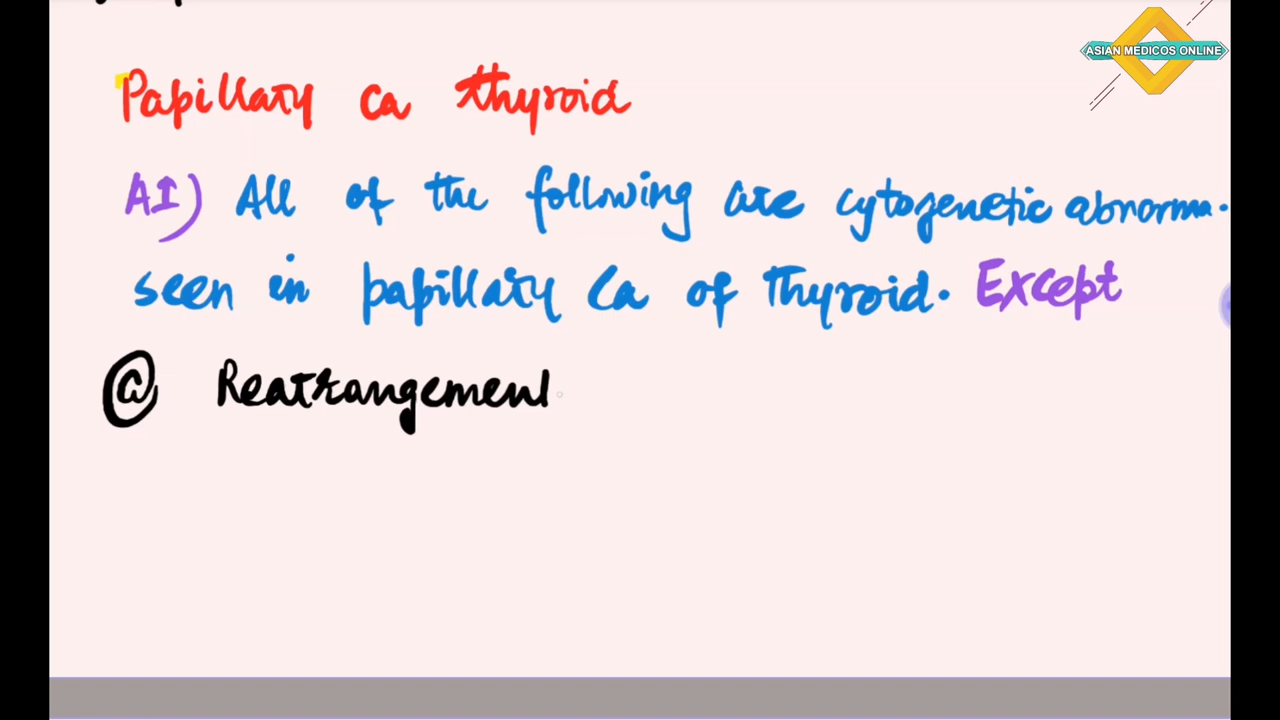 ASIAN MEDICOS ONLINE
Papillary ca thyroid
AI) All of the following are cytogenetic abnorma.
seen in papillary Ca of Thyroid. Except
@ Rearrangement